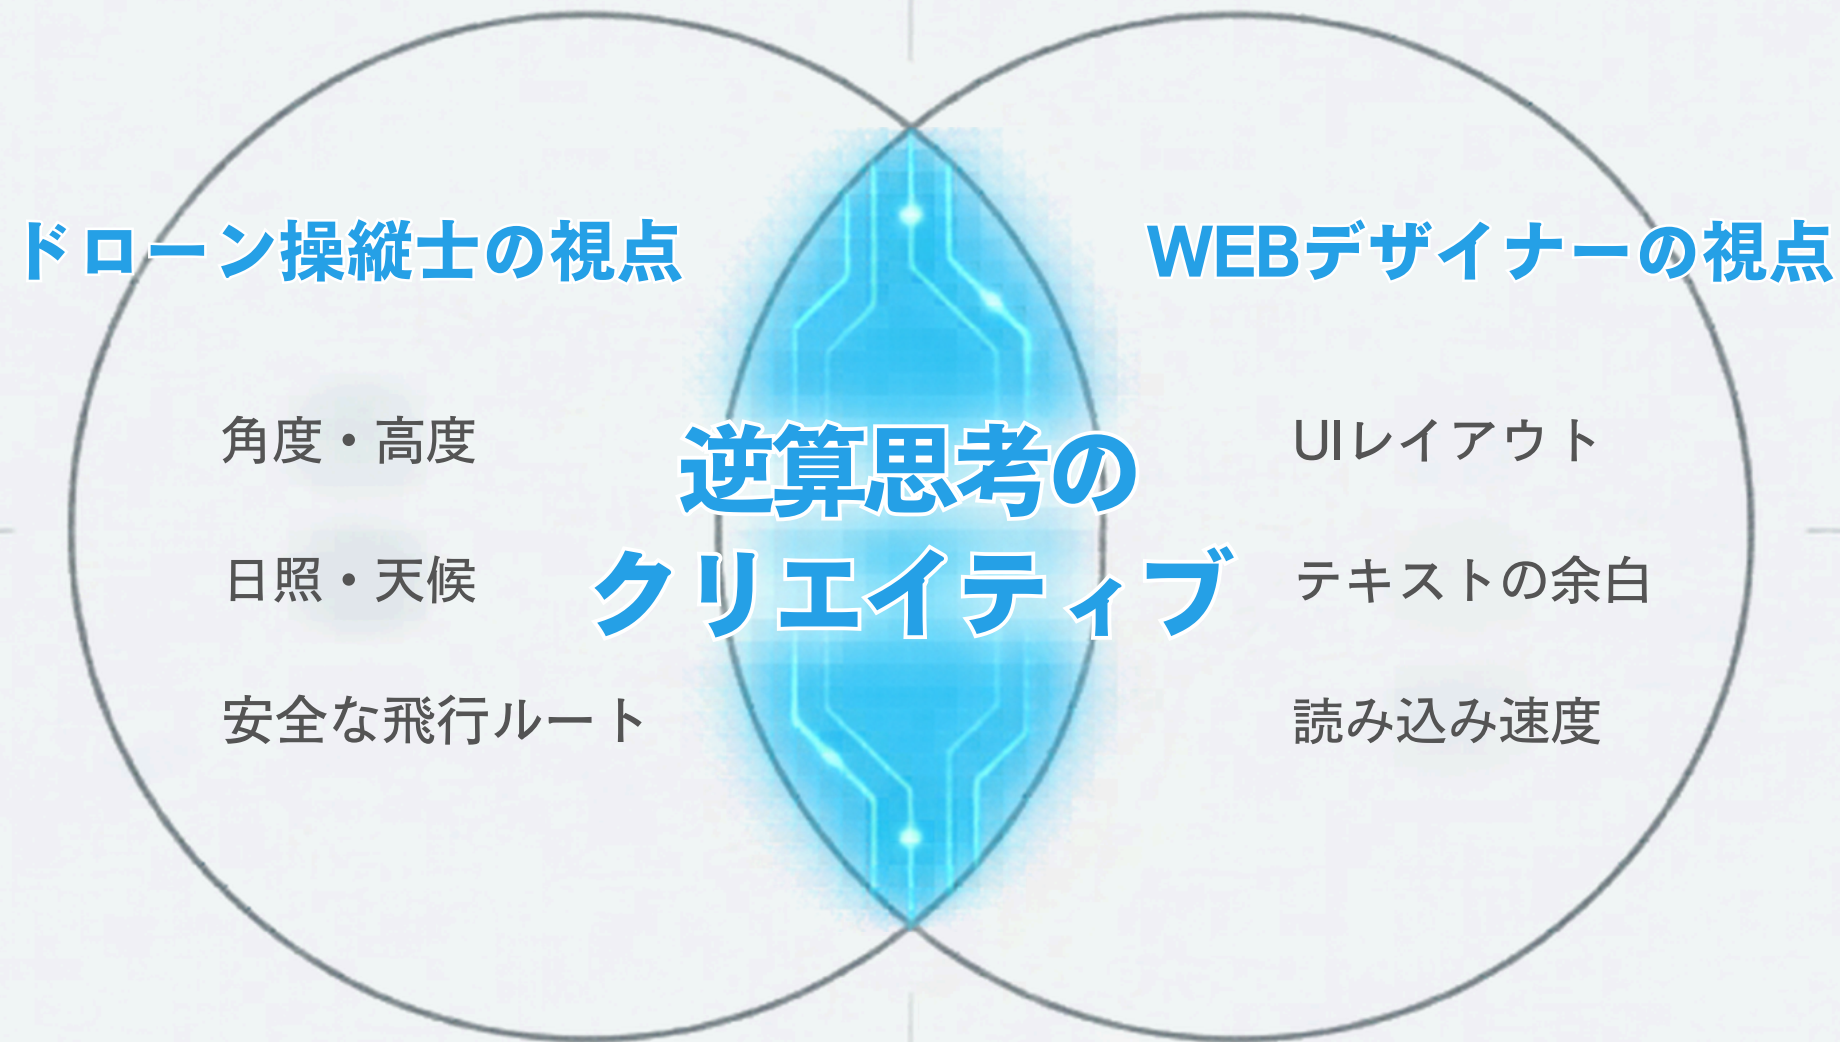 ドローン操縦士の視点
角度・高度
日照・天候
安全な飛行ルート
逆算思考の
クリエイティブ
WEBデザイナーの視点
UIレイアウト
テキストの余白
読み込み速度